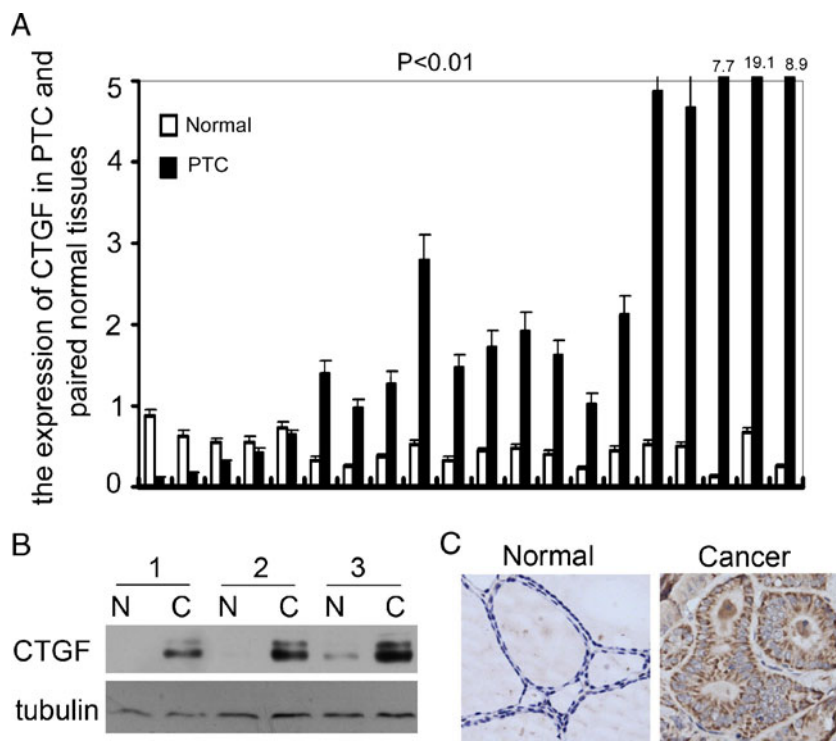 A
P<0.01
7.7 19.1 8.9
the expression of CTGF in PTC and
paired normal tissues
5
4
3
2
1
0
Normal
PTC
B
1 2 3
N C N C N C
CTGF
tubulin
C
Normal Cancer